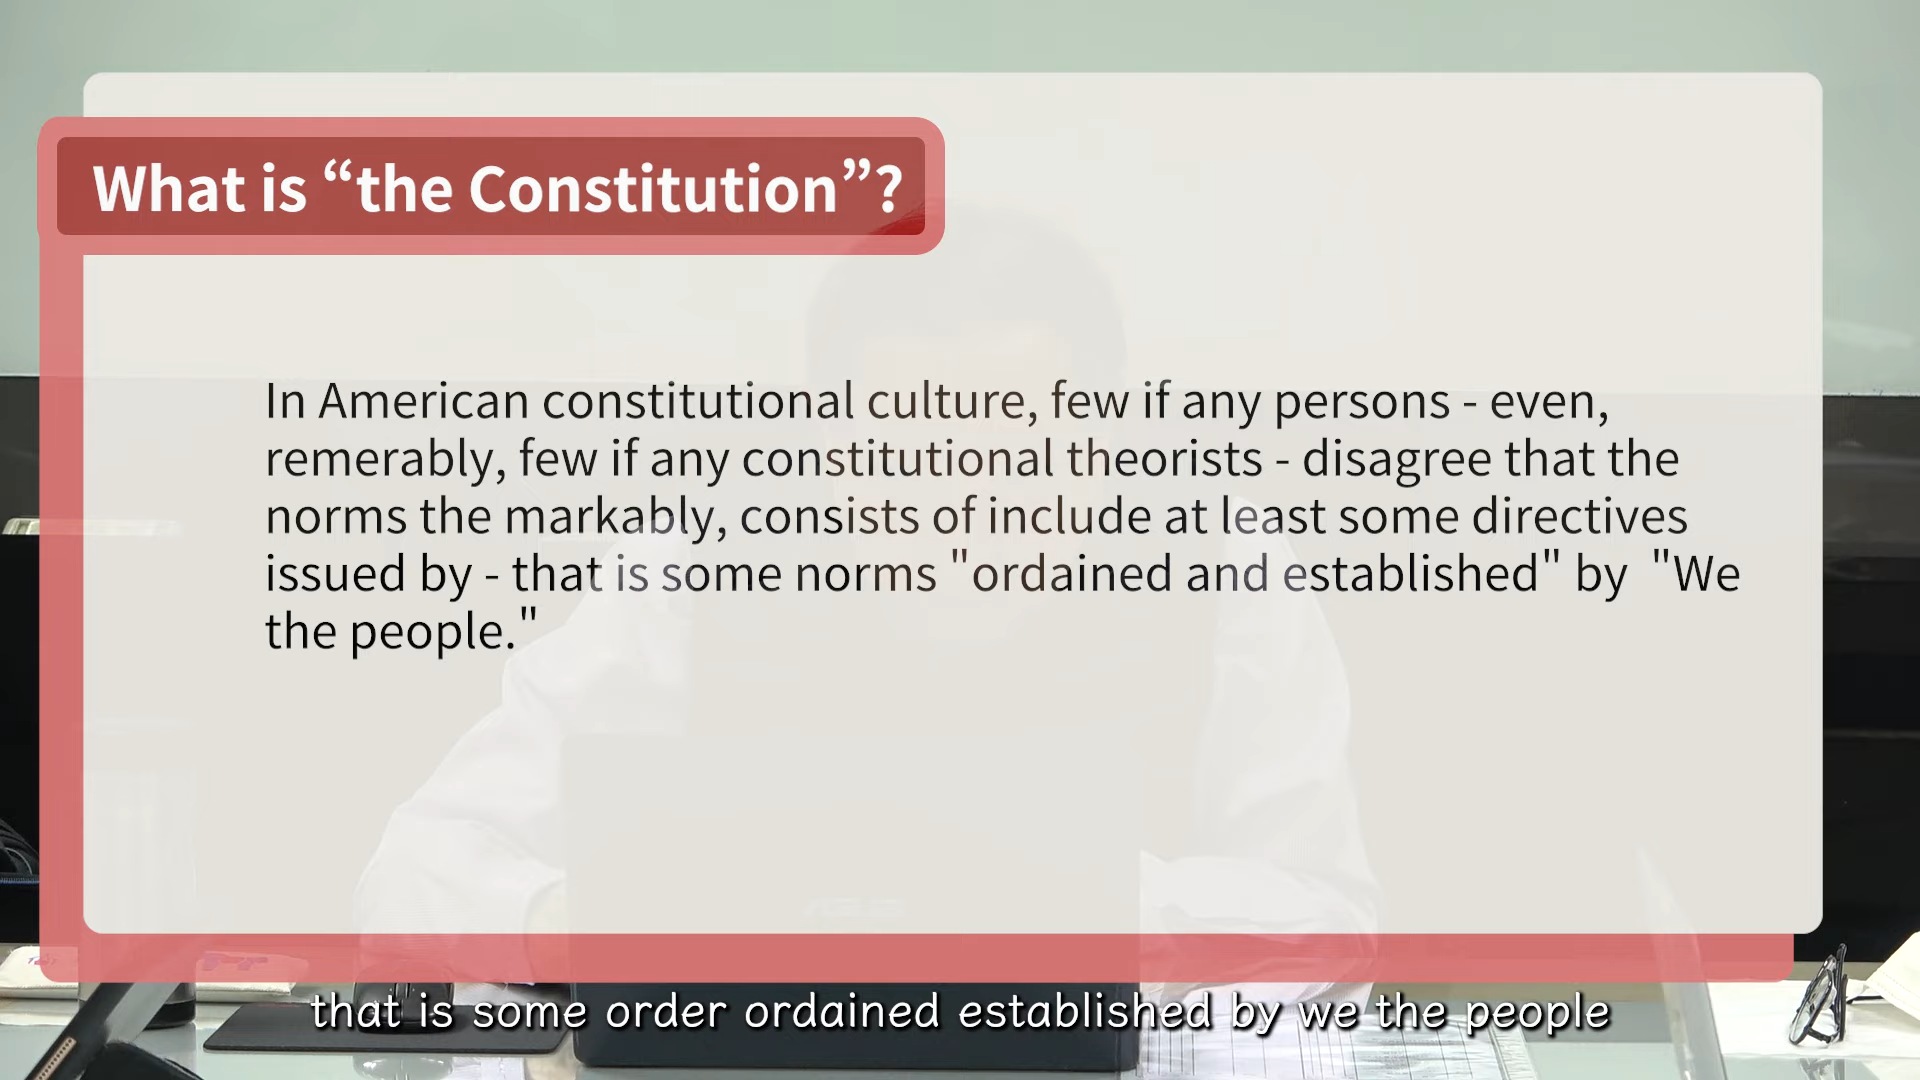 What is “the Constitution”?
In American constitutional culture, few if any persons - even,
remerably, few if any constitutional theorists - disagree that the
norms the markably, consists of include at least some directives
issued by - that is some norms "ordained and established" by "We
the people."
that is some order ordained established by we the people